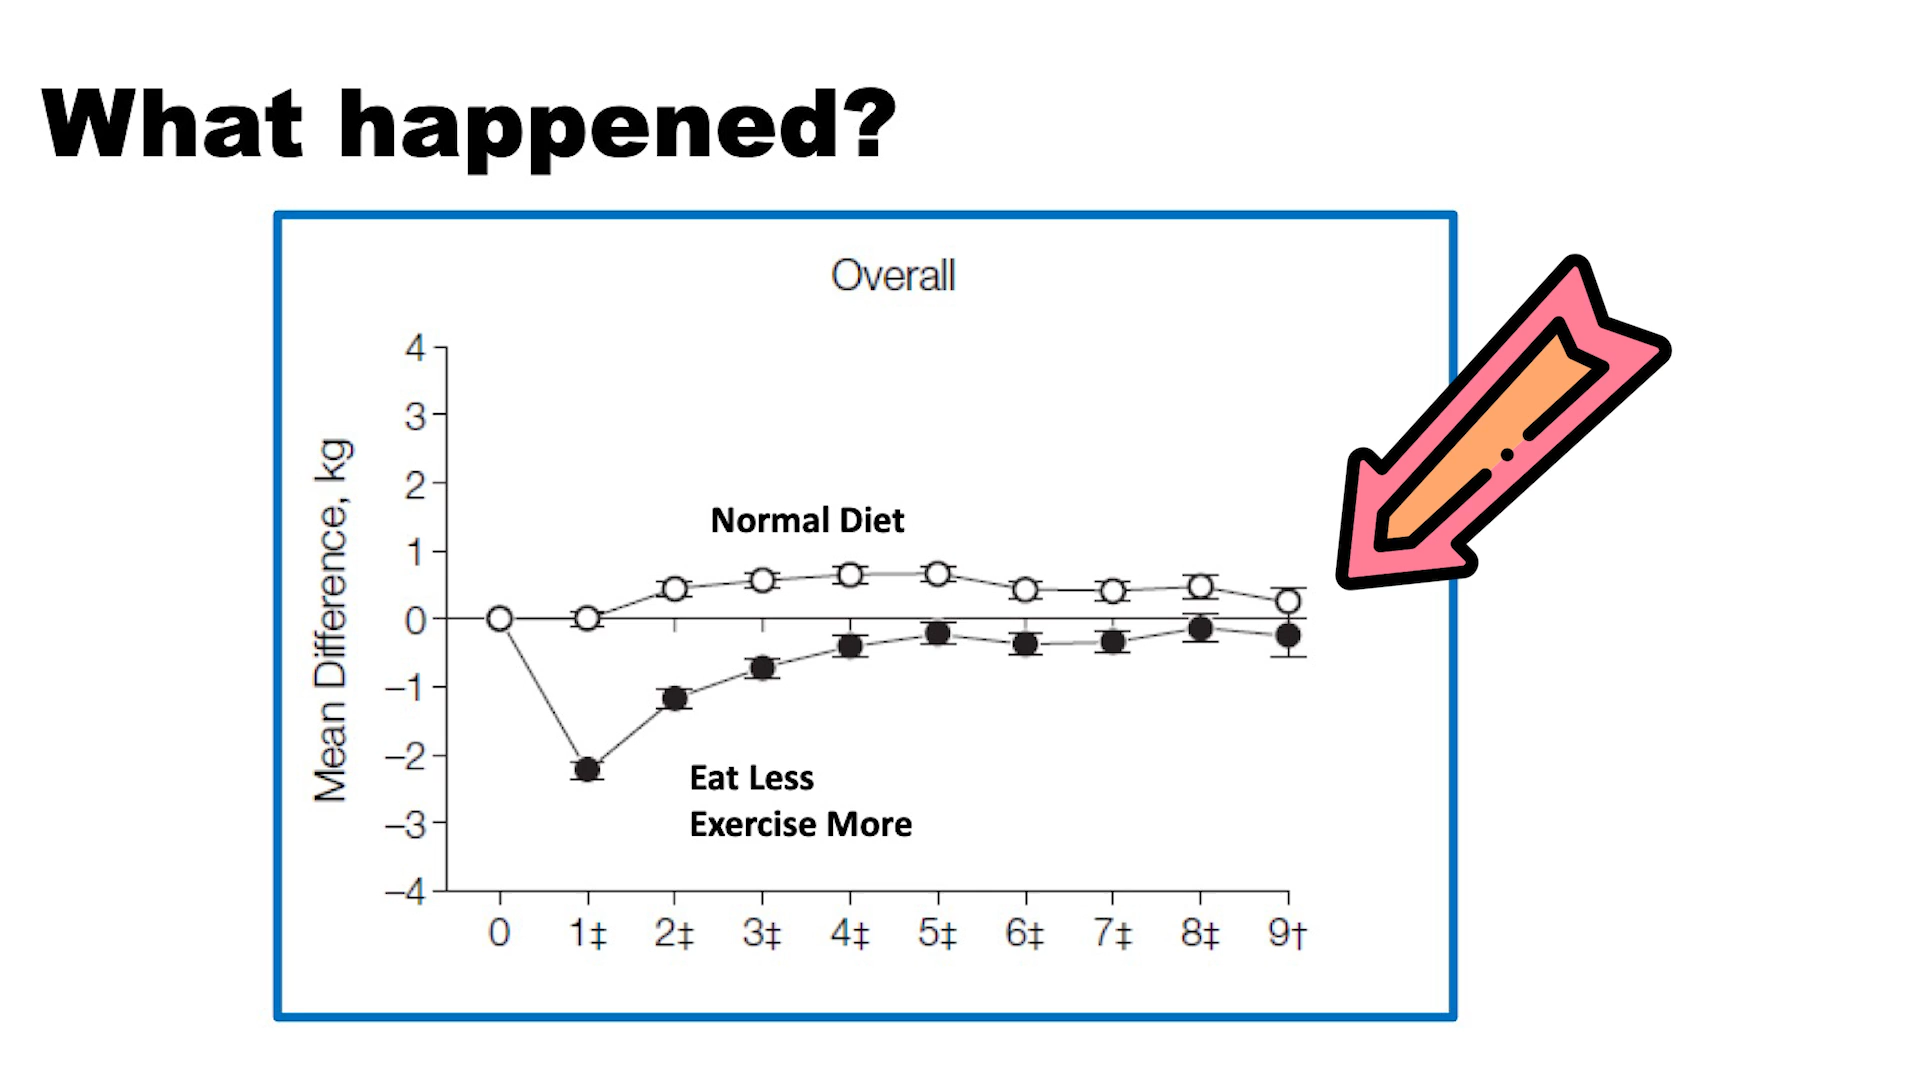 What happened?
Overall
4
3
2
1
0
–1
–2
–3
–4
Mean Difference, kg
Normal Diet
Eat Less
Exercise More
0 1‡ 2‡ 3‡ 4‡ 5‡ 6‡ 7‡ 8‡ 9†